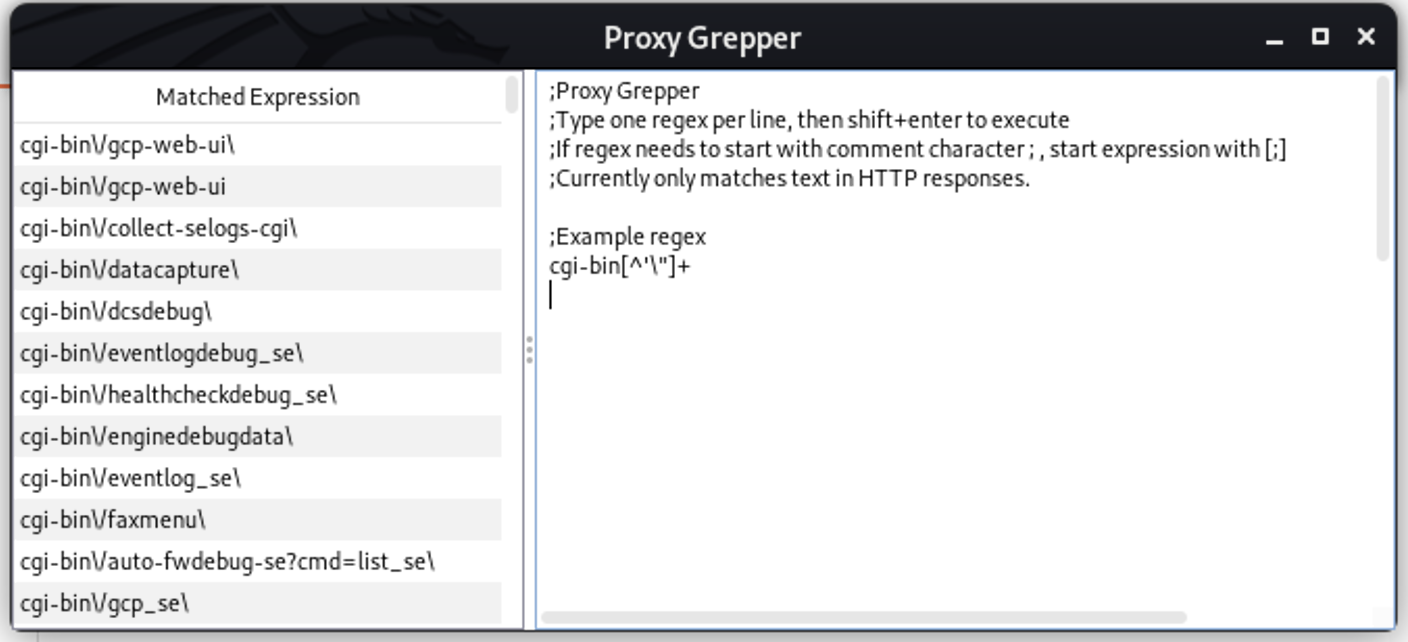 Proxy Grepper
Matched Expression
cgi-bin\/gcp-web-ui\
cgi-bin\/gcp-web-ui
cgi-bin\/collect-selogs-cgi\
cgi-bin\/datacapture\
cgi-bin\/dcsdebug\
cgi-bin\/eventlogdebug_se\
cgi-bin\/healthcheckdebug_se\
cgi-bin\/enginedebugdata\
cgi-bin\/eventlog_se\
cgi-bin\/faxmenu\
cgi-bin\/auto-fwdebug-se?cmd=list_se\
cgi-bin\/gcp_se\
;Proxy Grepper
;Type one regex per line, then shift+enter to execute
;If regex needs to start with comment character ; , start expression with [;]
;Currently only matches text in HTTP responses.
;Example regex
cgi-bin[^'\"]+